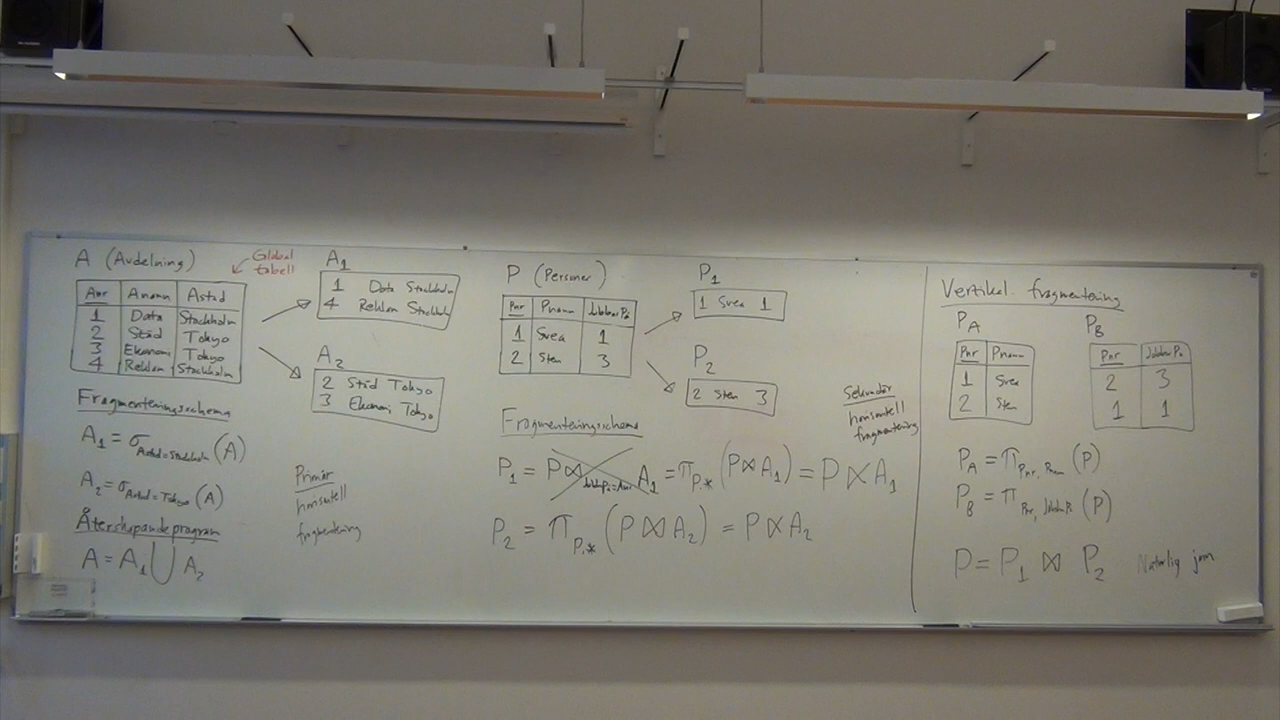 A (Avdelning)
Global
tabell
Anr Anamn Astad
1 Data Stockholm
2 Städ Tokyo
3 Ekonomi Tokyo
4 Reklam Stockholm
A1
1 Data Stockholm
4 Reklam Stockholm
A2
2 Städ Tokyo
3 Ekonomi Tokyo
Fragmenteringsschema
A1 = σAstad=Stockholm (A)
A2 = σAstad=Tokyo (A)
Primär
horisontell
fragmentering
Återskapandeprogram
A = A1 ∪ A2
P (Personer)
Pnr Pnamn JobbarPå
1 Svea 1
2 Sten 3
P1
1 Svea 1
P2
2 Sten 3
Sekundär
horisontell
fragmentering
Fragmenteringsschema
P1 = P ⋈JobbarPå=Anr A1 = πP.* (P ⋈ A1) = P ⋉ A1
P2 = πP.* (P ⋈ A2) = P ⋉ A2
Vertikal fragmentering
PA
Pnr Pnamn
1 Svea
2 Sten
PB
Pnr JobbarPå
2 3
1 1
PA = πPnr, Pnamn (P)
PB = πPnr, JobbarPå (P)
P = P1 ⋈ P2 Naturlig join